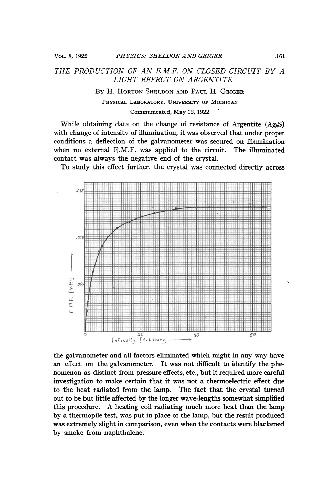 VOL. 8, 1922 PHYSICS: SHELDON AND GEIGER 161
THE PRODUCTION OF AN E.M.F. ON CLOSED CIRCUIT BY A
LIGHT EFFECT ON ARGENTITE
BY H. HORTON SHELDON AND PAUL H. GEIGER
PHYSICAL LABORATORY, UNIVERSITY OF MICHIGAN
Communicated, May 15, 1922
While obtaining data on the change of resistance of Argentite (Ag2S)
with change of intensity of illumination, it was observed that under proper
conditions a deflection of the galvanometer was secured on illumination
when no external E.M.F. was applied to the circuit. The illuminated
contact was always the negative end of the crystal.
To study this effect further, the crystal was connected directly across
the galvanometer and all factors eliminated which might in any way have
an effect on the galvanometer. It was not difficult to identify the phe-
nomenon as distinct from pressure effects, etc., but it required more careful
investigation to make certain that it was not a thermoelectric effect due
to the heat radiated from the lamp. The fact that the crystal turned
out to be but little affected by the longer wave-lengths somewhat simplified
this procedure. A heating coil radiating much more heat than the lamp
by a thermopile test, was put in place of the lamp, but the result produced
was extremely slight in comparison, even when the contacts were blackened
by smoke from naphthalene.